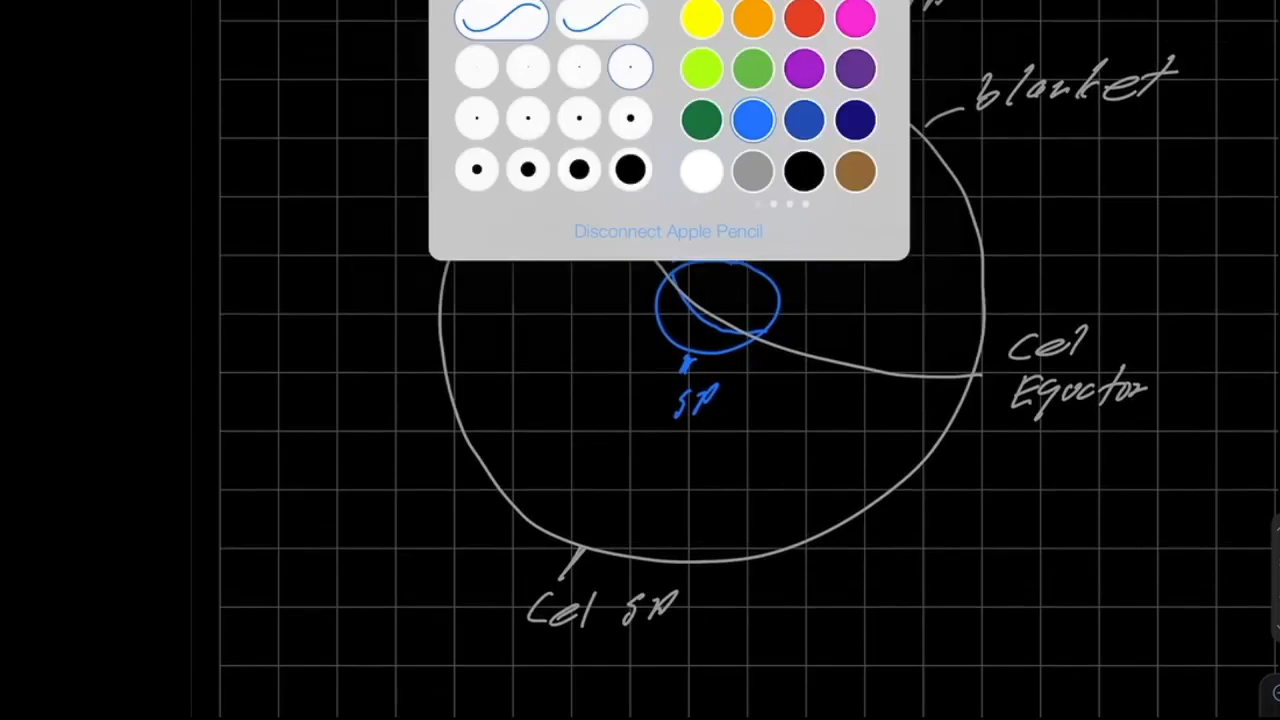 blanket
Disconnect Apple Pencil
Cel
Equator
SP
Cel SP